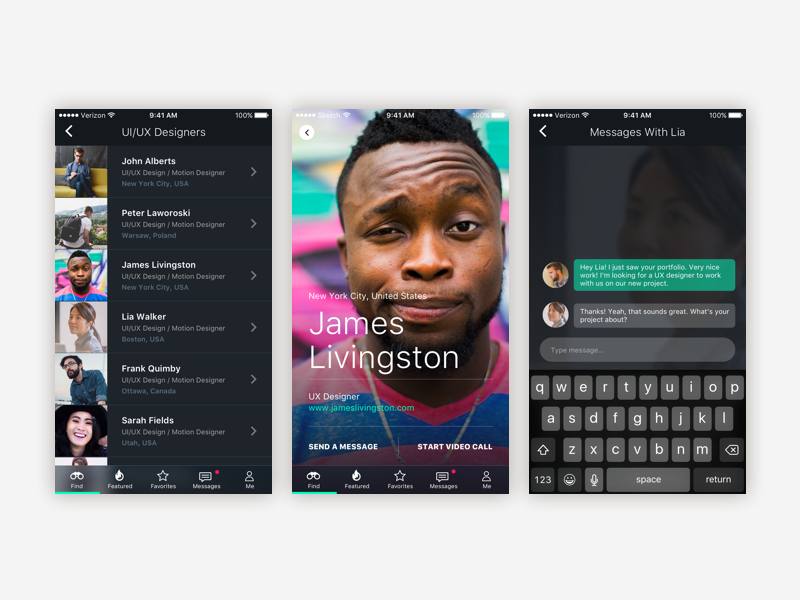 Verizon 9:41 AM 100%
UI/UX Designers
John Alberts
UI/UX Design / Motion Designer
New York City, USA
Peter Laworoski
UI/UX Design / Motion Designer
Warsaw, Poland
James Livingston
UI/UX Design / Motion Designer
New York City, USA
Lia Walker
UI/UX Design / Motion Designer
Boston, USA
Frank Quimby
UI/UX Design / Motion Designer
Ottawa, Canada
Sarah Fields
UI/UX Design / Motion Designer
Utah, USA
Find Featured Favorites Messages Me
9:41 AM 100%
New York City, United States
James
Livingston
UX Designer
www.jameslivingston.com
SEND A MESSAGE START VIDEO CALL
Find Featured Favorites Messages Me
Verizon 9:41 AM 100%
Messages With Lia
Hey Lia! I just saw your portfolio. Very nice
work! I'm looking for a UX designer to work
with us on our new project.
Thanks! Yeah, that sounds great. What's your
project about?
Type message...
q w e r t y u i o p
a s d f g h j k l
z x c v b n m
123 space return